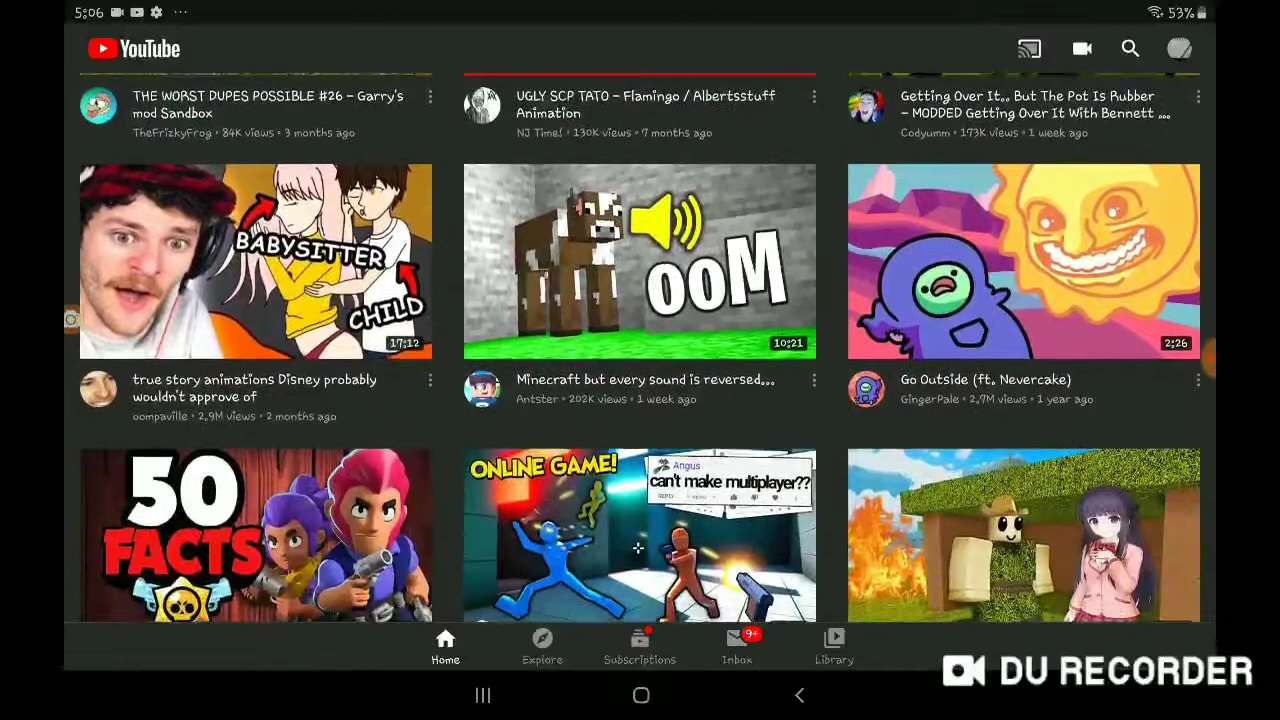 5:06
53%
YouTube
THE WORST DUPES POSSIBLE #26 - Garry's
mod Sandbox
TheFrizkyFrog • 84K views • 3 months ago
UGLY SCP TATO - Flamingo / Albertsstuff
Animation
NJ Time! • 130K views • 7 months ago
Getting Over It.. But The Pot Is Rubber
- MODDED Getting Over It With Bennett ...
Codyumm • 173K views • 1 week ago
BABYSITTER
CHILD
17:12
OOM
10:21
2:26
true story animations Disney probably
wouldn't approve of
oompaville • 2.9M views • 2 months ago
Minecraft but every sound is reversed...
Antster • 202K views • 1 week ago
Go Outside (ft. Nevercake)
GingerPale • 2.7M views • 1 year ago
50
FACTS
ONLINE GAME!
Angus
can't make multiplayer??
REPLY
Home
Explore
Subscriptions
9+
Inbox
Library
DU RECORDER